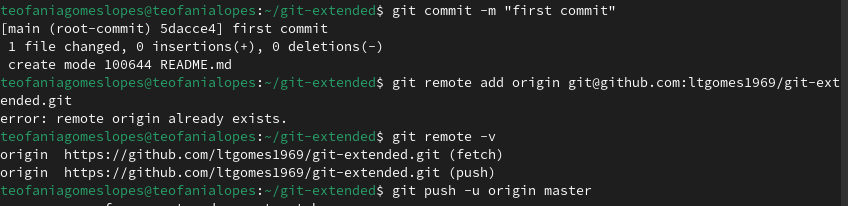 teofaniagomeslopes@teofanialopes:~/git-extended$ git commit -m "first commit"
[main (root-commit) 5dacce4] first commit
 1 file changed, 0 insertions(+), 0 deletions(-)
 create mode 100644 README.md
teofaniagomeslopes@teofanialopes:~/git-extended$ git remote add origin git@github.com:ltgomes1969/git-ext
ended.git
error: remote origin already exists.
teofaniagomeslopes@teofanialopes:~/git-extended$ git remote -v
origin  https://github.com/ltgomes1969/git-extended.git (fetch)
origin  https://github.com/ltgomes1969/git-extended.git (push)
teofaniagomeslopes@teofanialopes:~/git-extended$ git push -u origin master